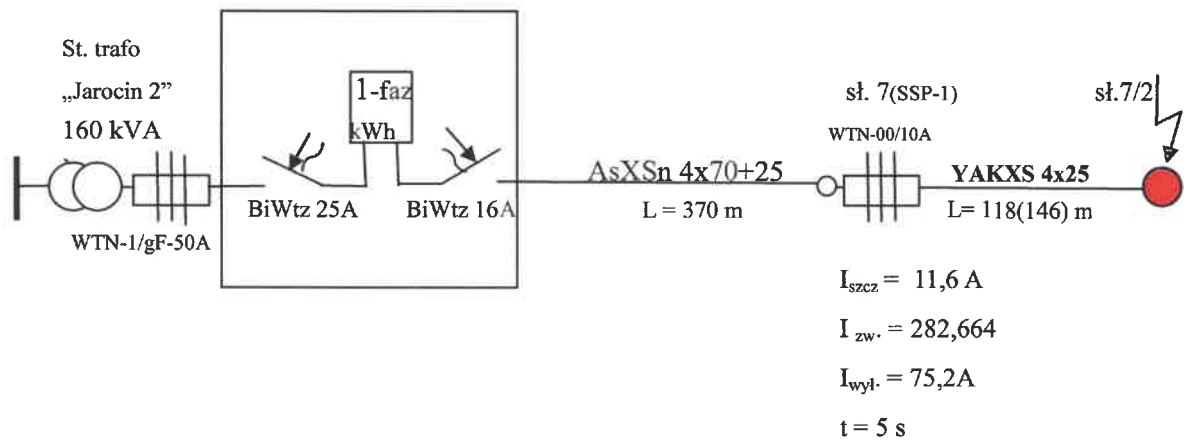 St. trafo
„Jarocin 2”
160 kVA
WTN-1/gF-50A
1-faz
kWh
BiWtz 25A
BiWtz 16A
AsXSn 4x70+25
L = 370 m
sł. 7(SSP-1)
WTN-00/10A
YAKXS 4x25
L= 118(146) m
sł.7/2
Iszcz = 11,6 A
I zw. = 282,664
Iwył. = 75,2A
t = 5 s